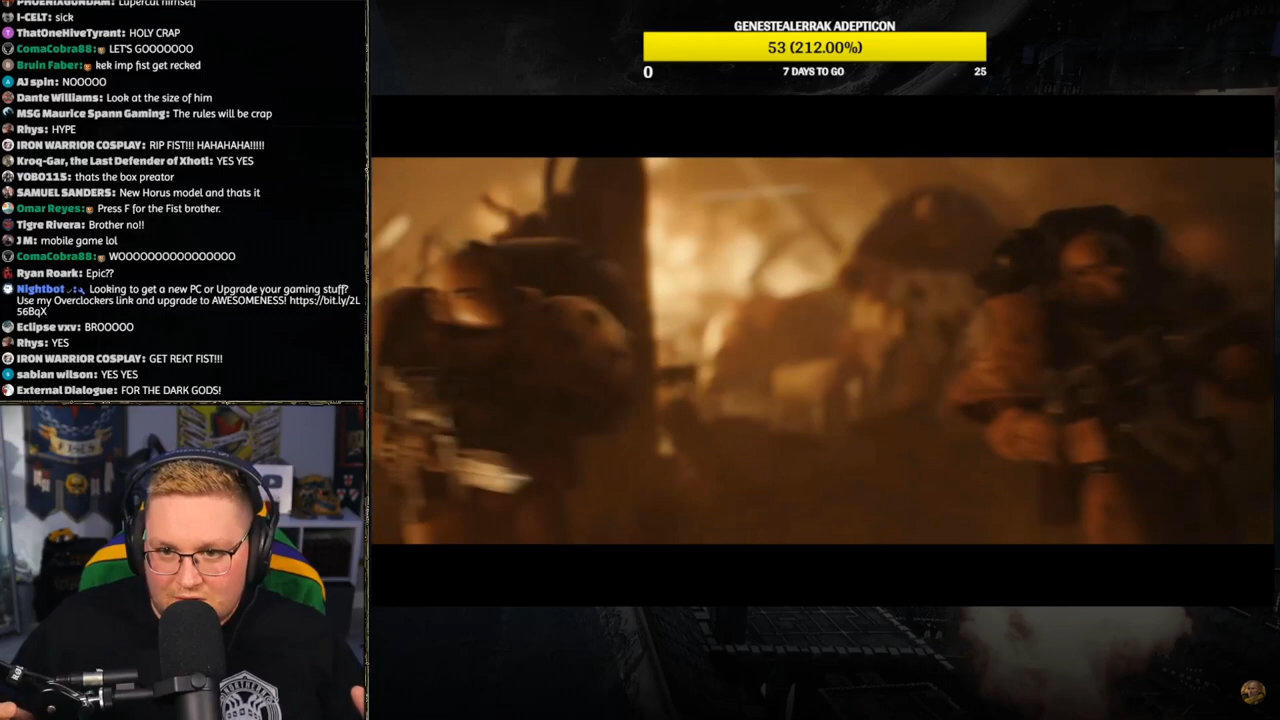 PHOENIXGUNDAM: Lupercal himself
I-CELT: sick
ThatOneHiveTyrant: HOLY CRAP
ComaCobra88: LET'S GOOOOOOO
Bruin Faber: kek imp fist get recked
AJ spin: NOOOOO
Dante Williams: Look at the size of him
MSG Maurice Spann Gaming: The rules will be crap
Rhys: HYPE
IRON WARRIOR COSPLAY: RIP FIST!!! HAHAHAHA!!!!!
Kroq-Gar, the Last Defender of Xhotl: YES YES
YOBO115: thats the box preator
SAMUEL SANDERS: New Horus model and thats it
Omar Reyes: Press F for the Fist brother.
Tigre Rivera: Brother no!!
J M: mobile game lol
ComaCobra88: WOOOOOOOOOOOOOOOO
Ryan Roark: Epic??
Nightbot: Looking to get a new PC or Upgrade your gaming stuff?
Use my Overclockers link and upgrade to AWESOMENESS! https://bit.ly/2L
56BqX
Eclipse vxv: BROOOOO
Rhys: YES
IRON WARRIOR COSPLAY: GET REKT FIST!!!
sabian wilson: YES YES
External Dialogue: FOR THE DARK GODS!
GENESTEALERRAK ADEPTICON
53 (212.00%)
0 7 DAYS TO GO 25
FISTS